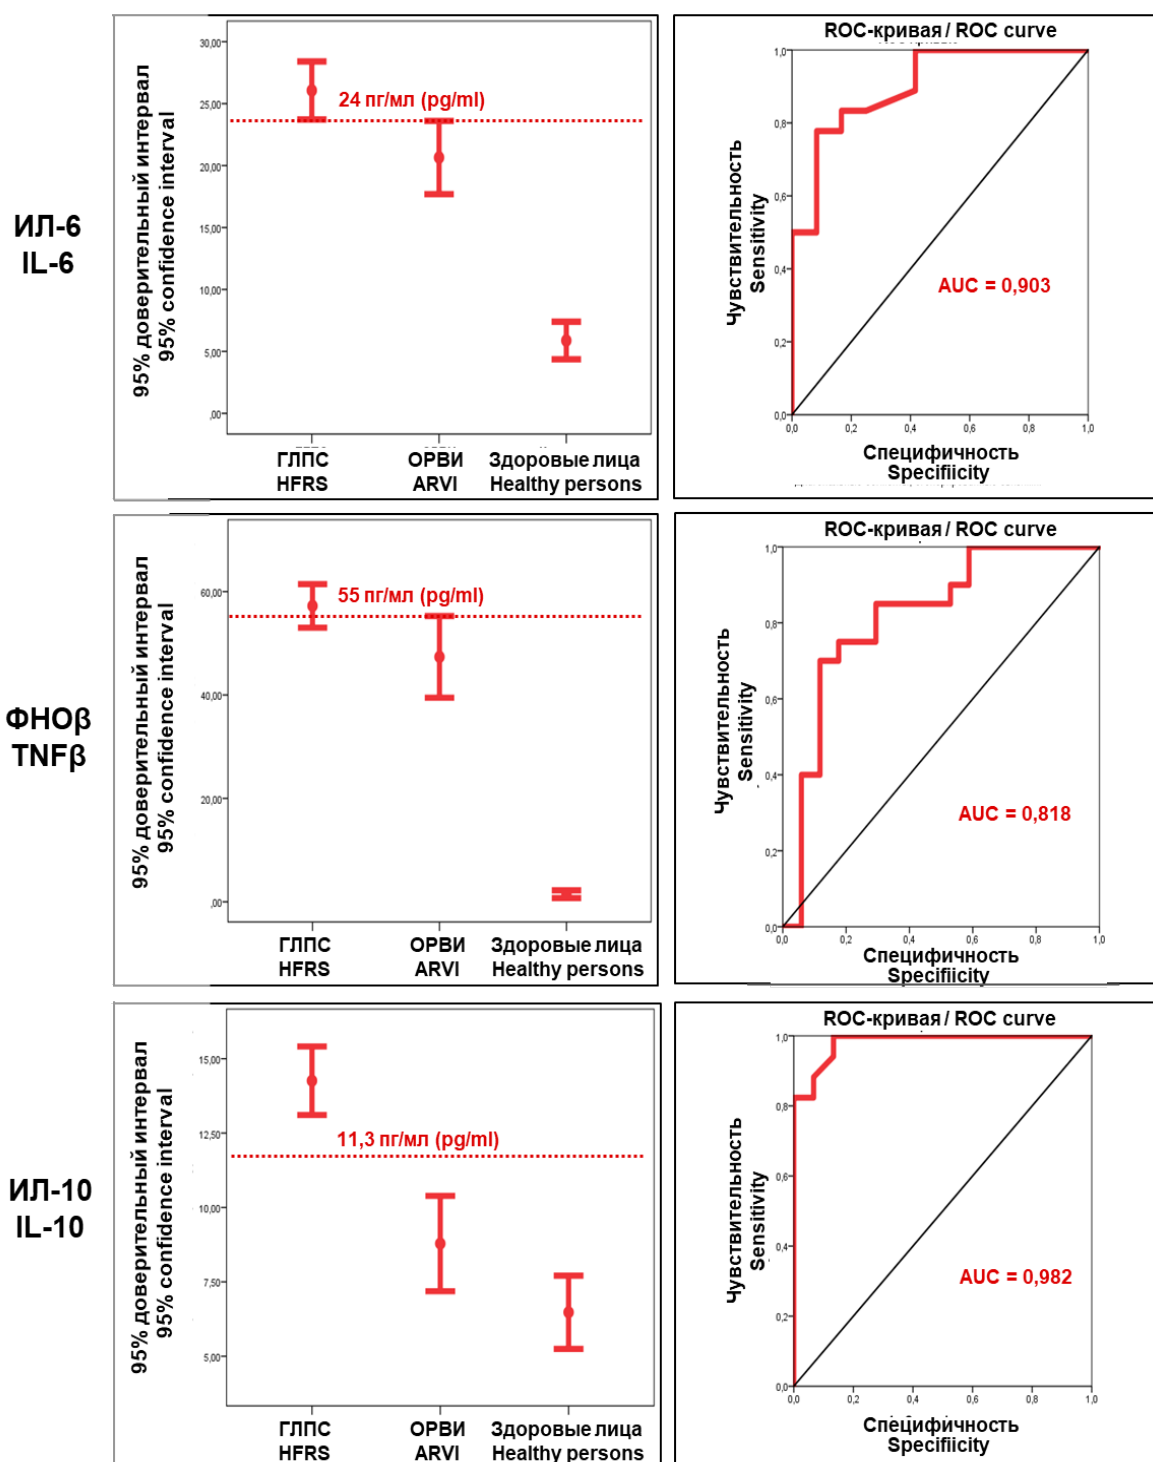 ИЛ-6
IL-6
95% доверительный интервал
95% confidence interval
30,00
25,00
20,00
15,00
10,00
5,00
,00
24 пг/мл (pg/ml)
ГЛПС
HFRS
ОРВИ
ARVI
Здоровые лица
Healthy persons
ROC-кривая / ROC curve
Чувствительность
Sensitivity
1,0
0,8
0,6
0,4
0,2
0,0
AUC = 0,903
0,0
0,2
0,4
0,6
0,8
1,0
Специфичность
Specifiicity
ФНОβ
TNFβ
95% доверительный интервал
95% confidence interval
60,00
40,00
20,00
,00
55 пг/мл (pg/ml)
ГЛПС
HFRS
ОРВИ
ARVI
Здоровые лица
Healthy persons
ROC-кривая / ROC curve
Чувствительность
Sensitivity
1,0
0,8
0,6
0,4
0,2
0,0
AUC = 0,818
0,0
0,2
0,4
0,6
0,8
1,0
Специфичность
Specifiicity
ИЛ-10
IL-10
95% доверительный интервал
95% confidence interval
15,00
12,50
10,00
7,50
5,00
11,3 пг/мл (pg/ml)
ГЛПС
HFRS
ОРВИ
ARVI
Здоровые лица
Healthy persons
ROC-кривая / ROC curve
Чувствительность
Sensitivity
1,0
0,8
0,6
0,4
0,2
0,0
AUC = 0,982
0,0
0,2
0,4
0,6
0,8
1,0
Специфичность
Specifiicity